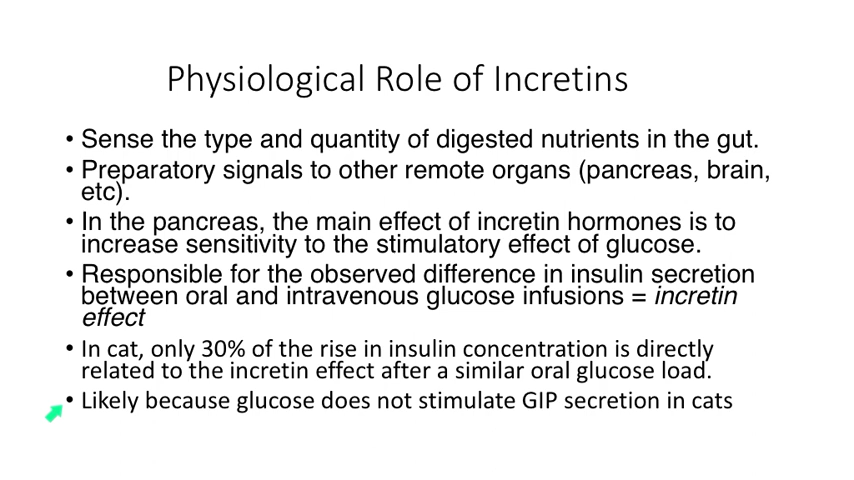 Physiological Role of Incretins
• Sense the type and quantity of digested nutrients in the gut.
• Preparatory signals to other remote organs (pancreas, brain,
etc).
• In the pancreas, the main effect of incretin hormones is to
increase sensitivity to the stimulatory effect of glucose.
• Responsible for the observed difference in insulin secretion
between oral and intravenous glucose infusions = incretin
effect
• In cat, only 30% of the rise in insulin concentration is directly
related to the incretin effect after a similar oral glucose load.
• Likely because glucose does not stimulate GIP secretion in cats